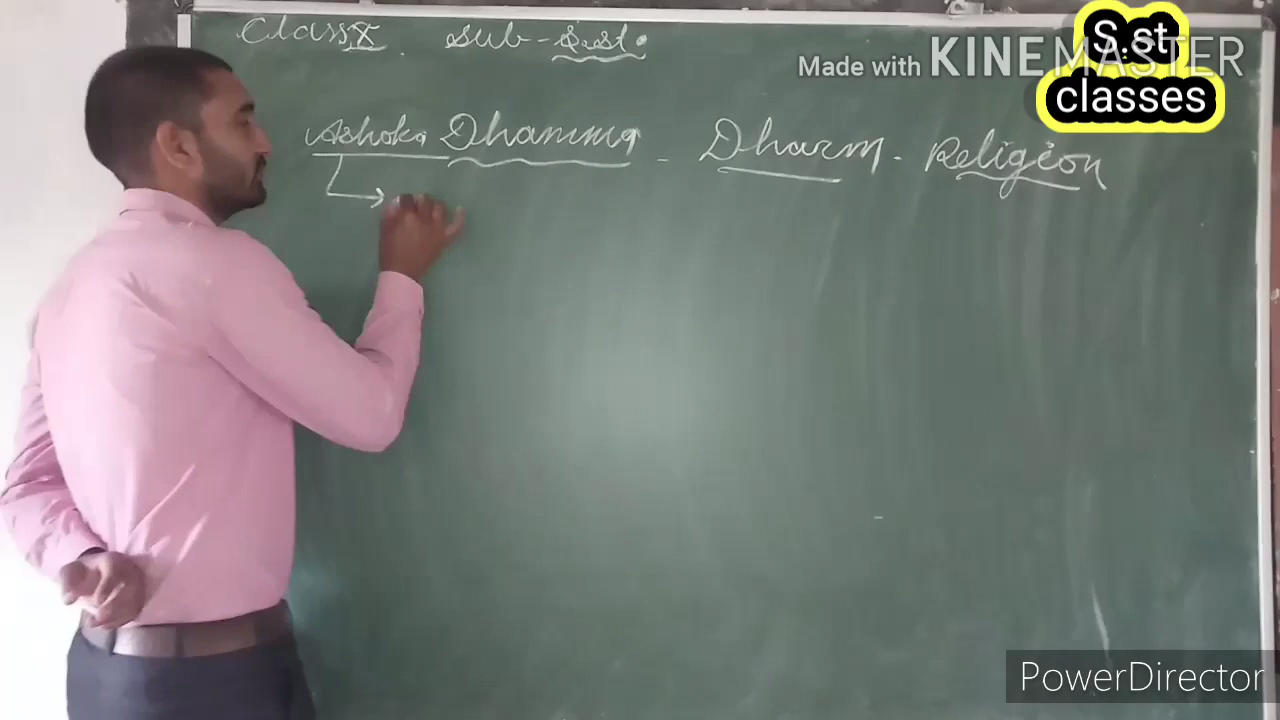 Class X. Sub-S.st.
S.st
classes
Made with KINEMASTER
Ashoka Dhamma - Dharm - Religion
PowerDirector